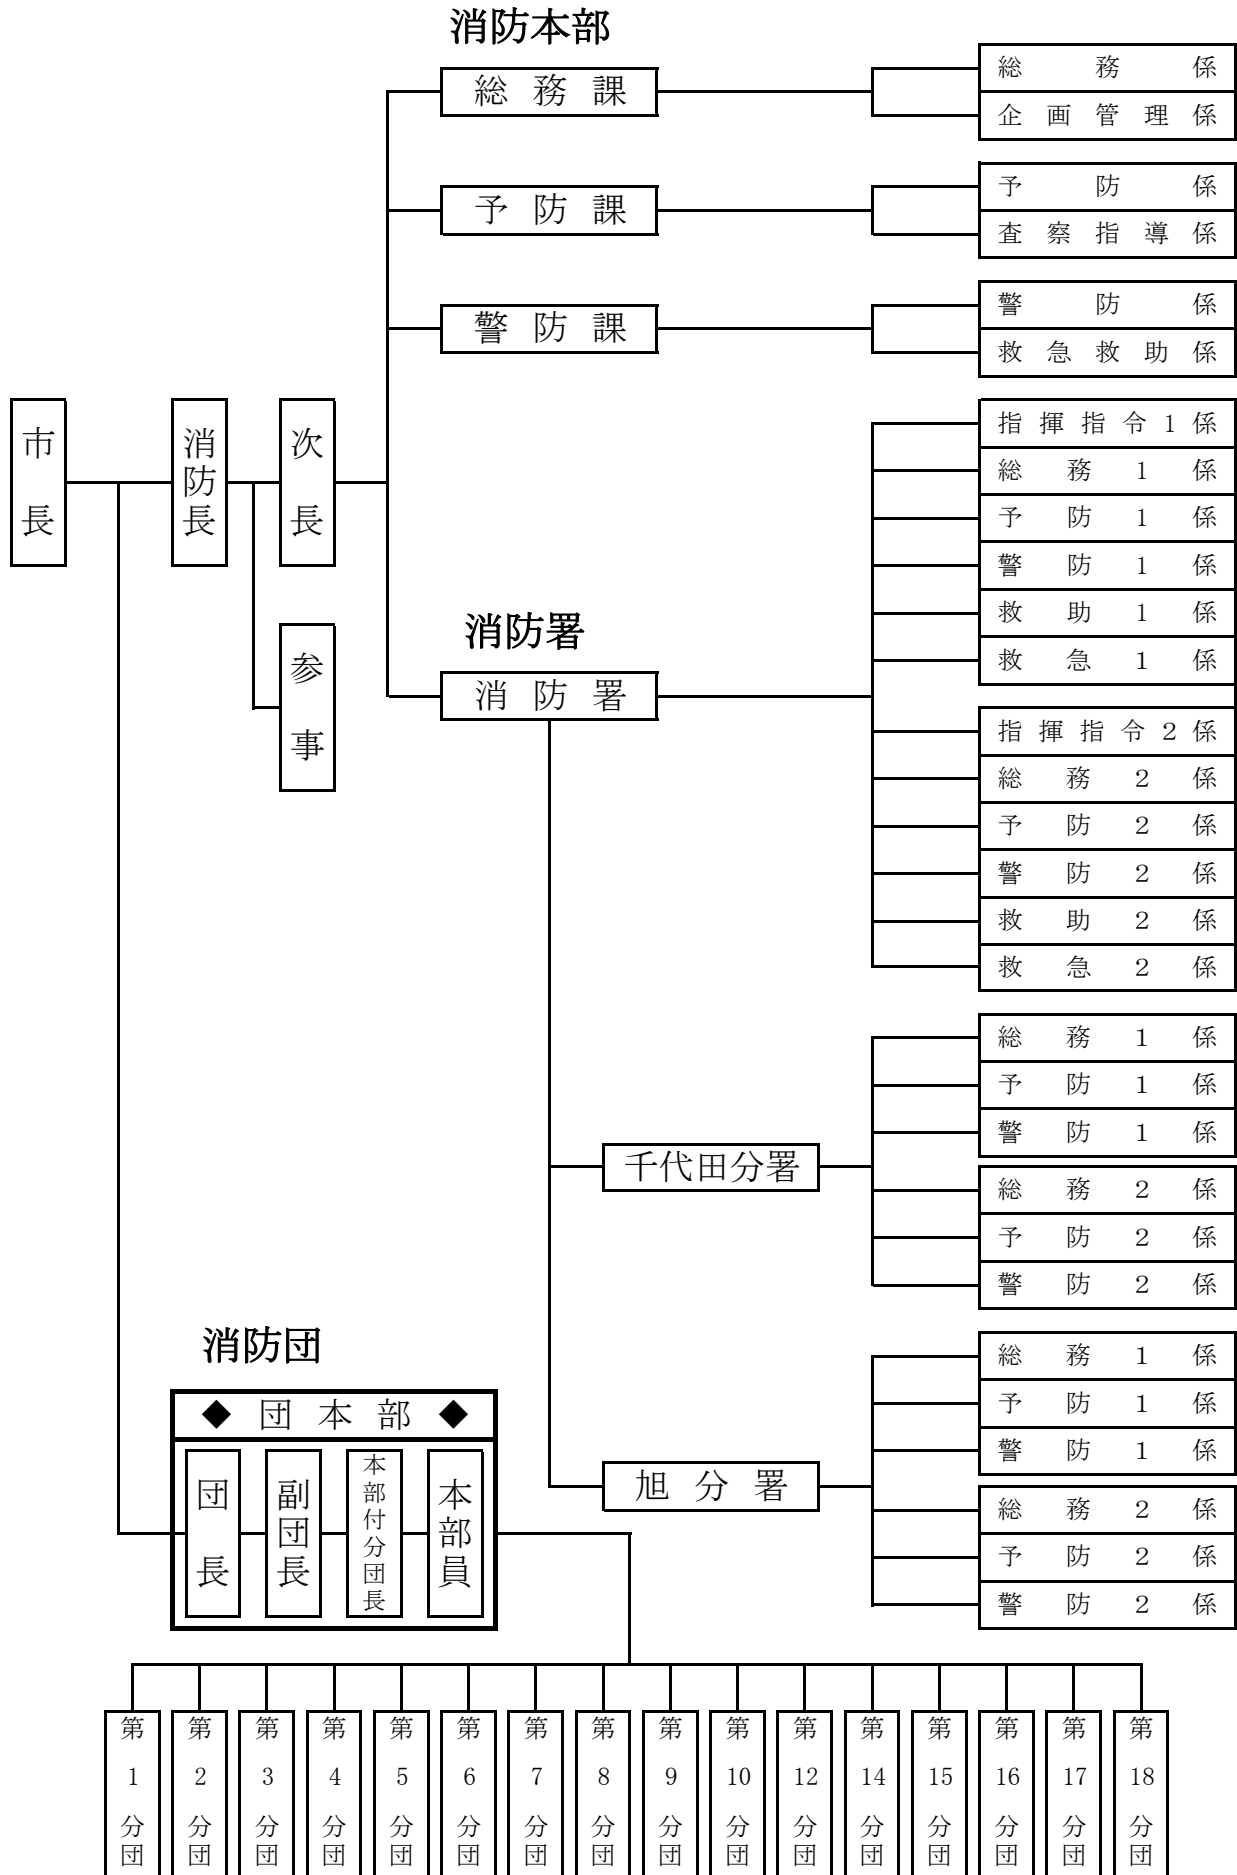 消防本部
総務課
総務係
企画管理係
予防課
予防係
査察指導係
警防課
警防係
救急救助係
市長
消防長
次長
参事
消防署
消防署
指揮指令1係
総務1係
予防1係
警防1係
救助1係
救急1係
指揮指令2係
総務2係
予防2係
警防2係
救助2係
救急2係
千代田分署
総務1係
予防1係
警防1係
総務2係
予防2係
警防2係
旭分署
総務1係
予防1係
警防1係
総務2係
予防2係
警防2係
消防団
◆団本部◆
団長
副団長
本部付分団長
本部員
第1分団
第2分団
第3分団
第4分団
第5分団
第6分団
第7分団
第8分団
第9分団
第10分団
第12分団
第14分団
第15分団
第16分団
第17分団
第18分団